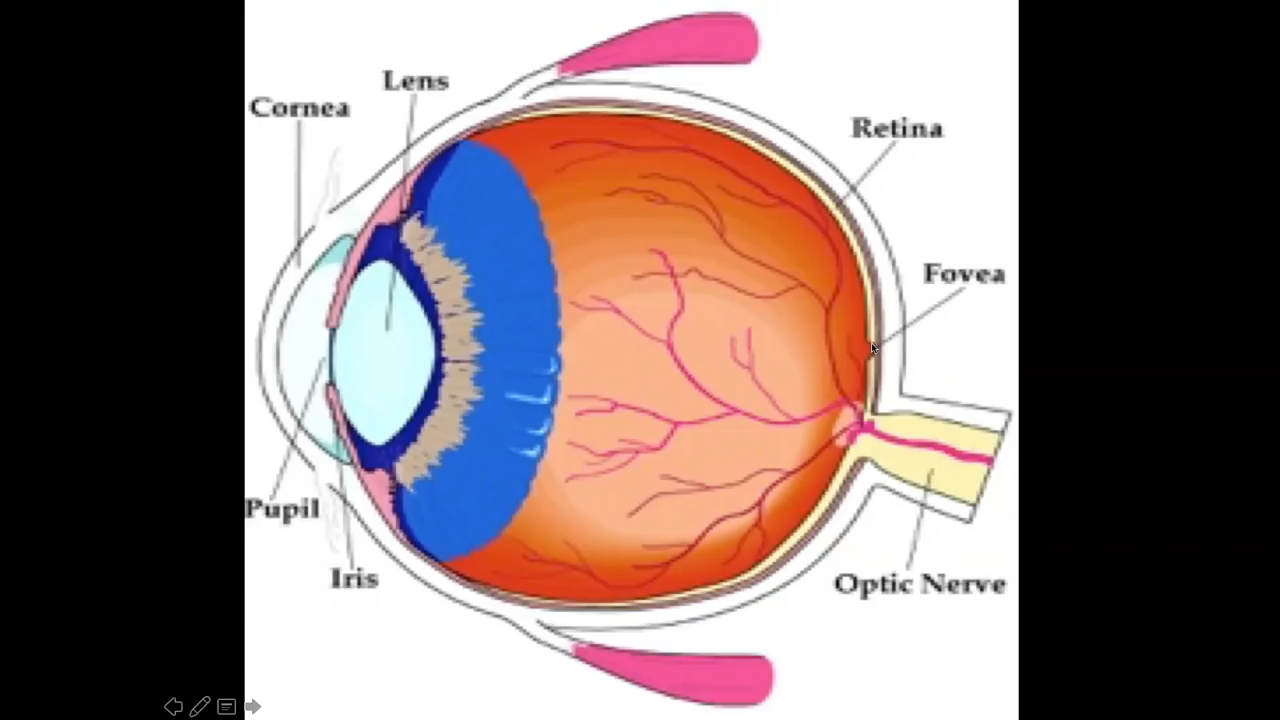 Lens
Cornea
Retina
Fovea
Pupil
Iris
Optic Nerve